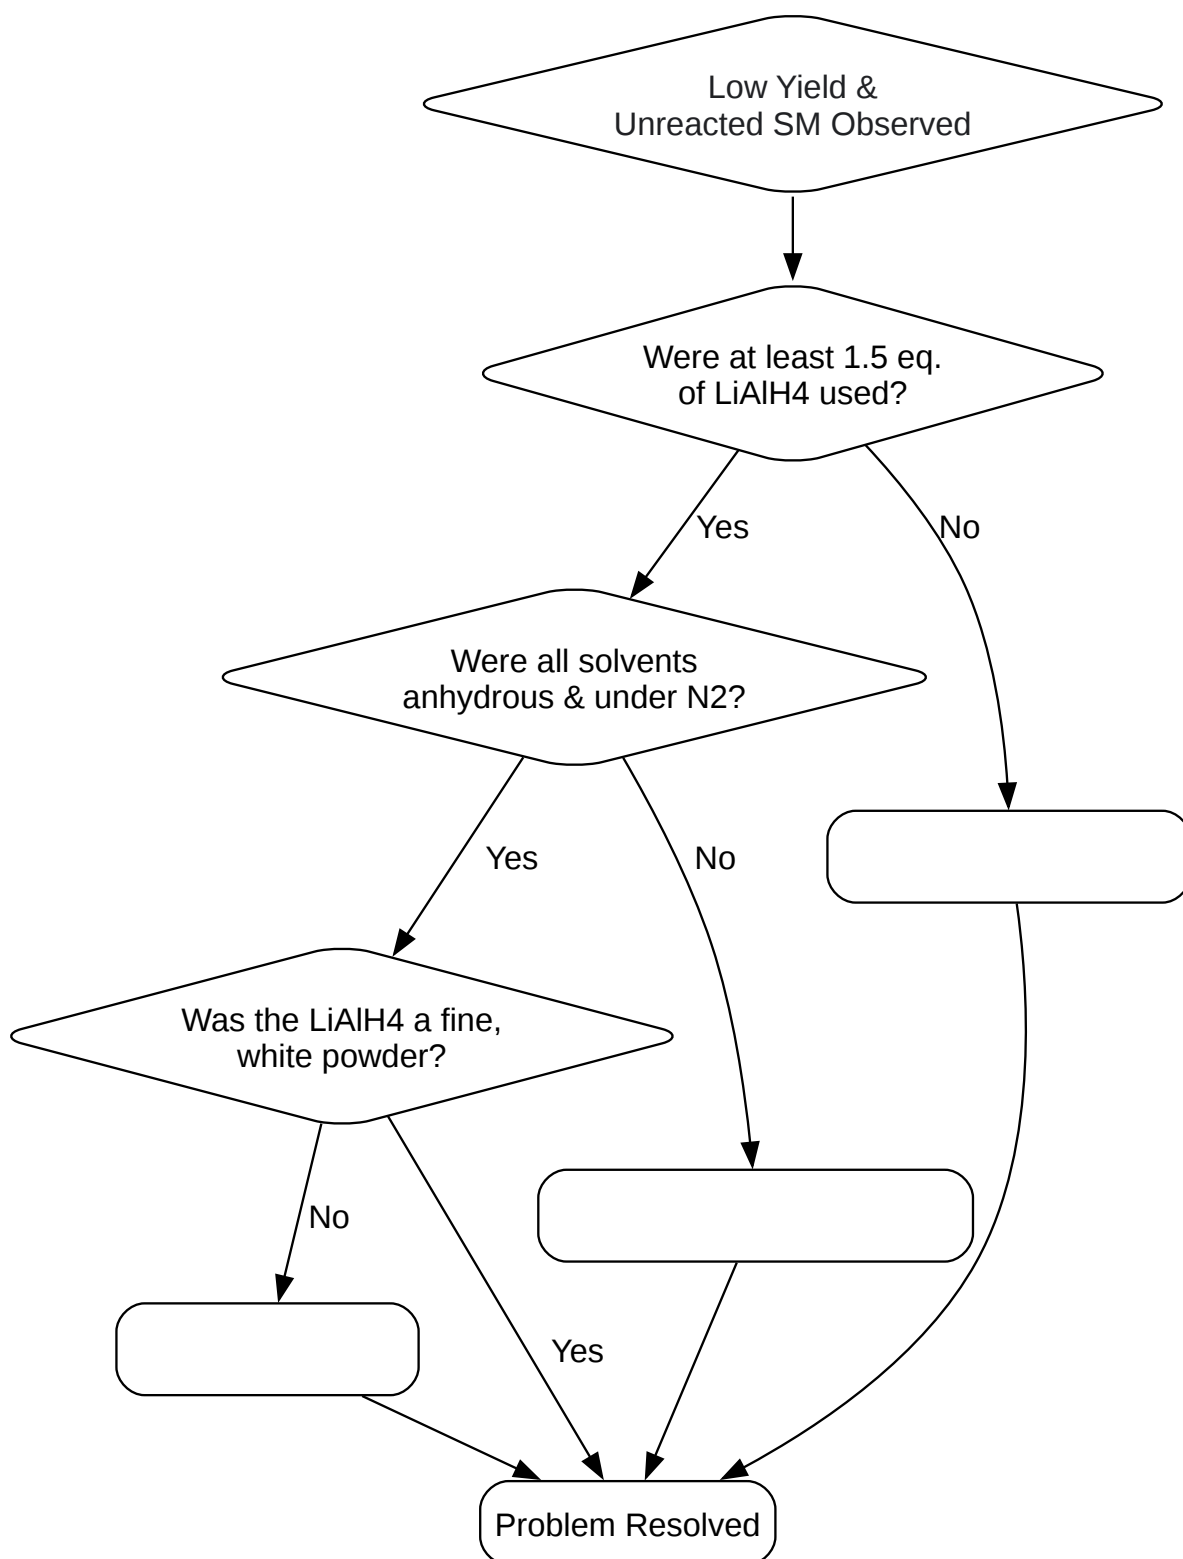 Low Yield &
Unreacted SM Observed
Were at least 1.5 eq.
of LiAlH4 used?
Yes
No
Were all solvents
anhydrous & under N2?
Yes
No
Was the LiAlH4 a fine,
white powder?
No
Yes
Problem Resolved